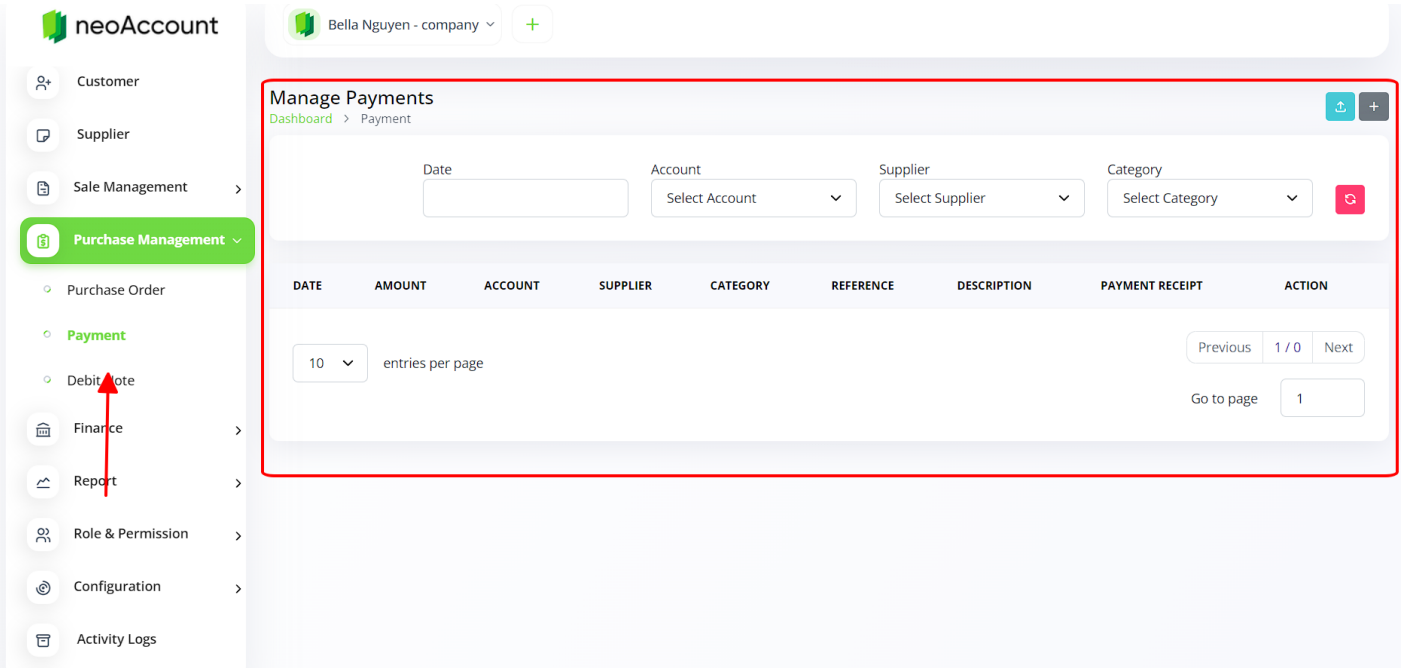 neoAccount
Bella Nguyen - company
Customer
Supplier
Sale Management
Purchase Management
Purchase Order
Payment
Debit Note
Finance
Report
Role & Permission
Configuration
Activity Logs
Manage Payments
Dashboard > Payment
Date Account Supplier Category
Select Account Select Supplier Select Category
DATE AMOUNT ACCOUNT SUPPLIER CATEGORY REFERENCE DESCRIPTION PAYMENT RECEIPT ACTION
10 entries per page
Previous 1 / 0 Next
Go to page 1